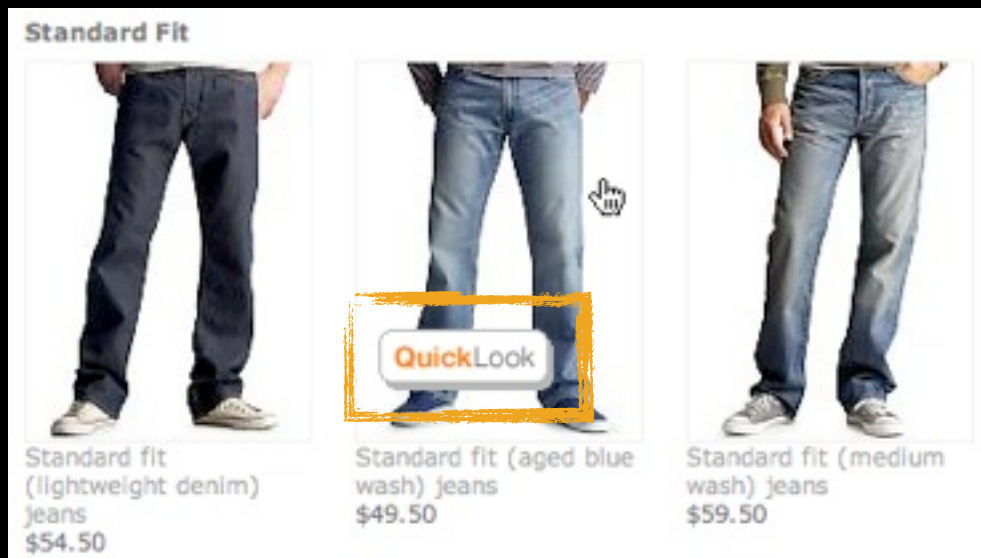 Standard Fit
QuickLook
Standard fit
(lightweight denim)
jeans
$54.50
Standard fit (aged blue
wash) jeans
$49.50
Standard fit (medium
wash) jeans
$59.50